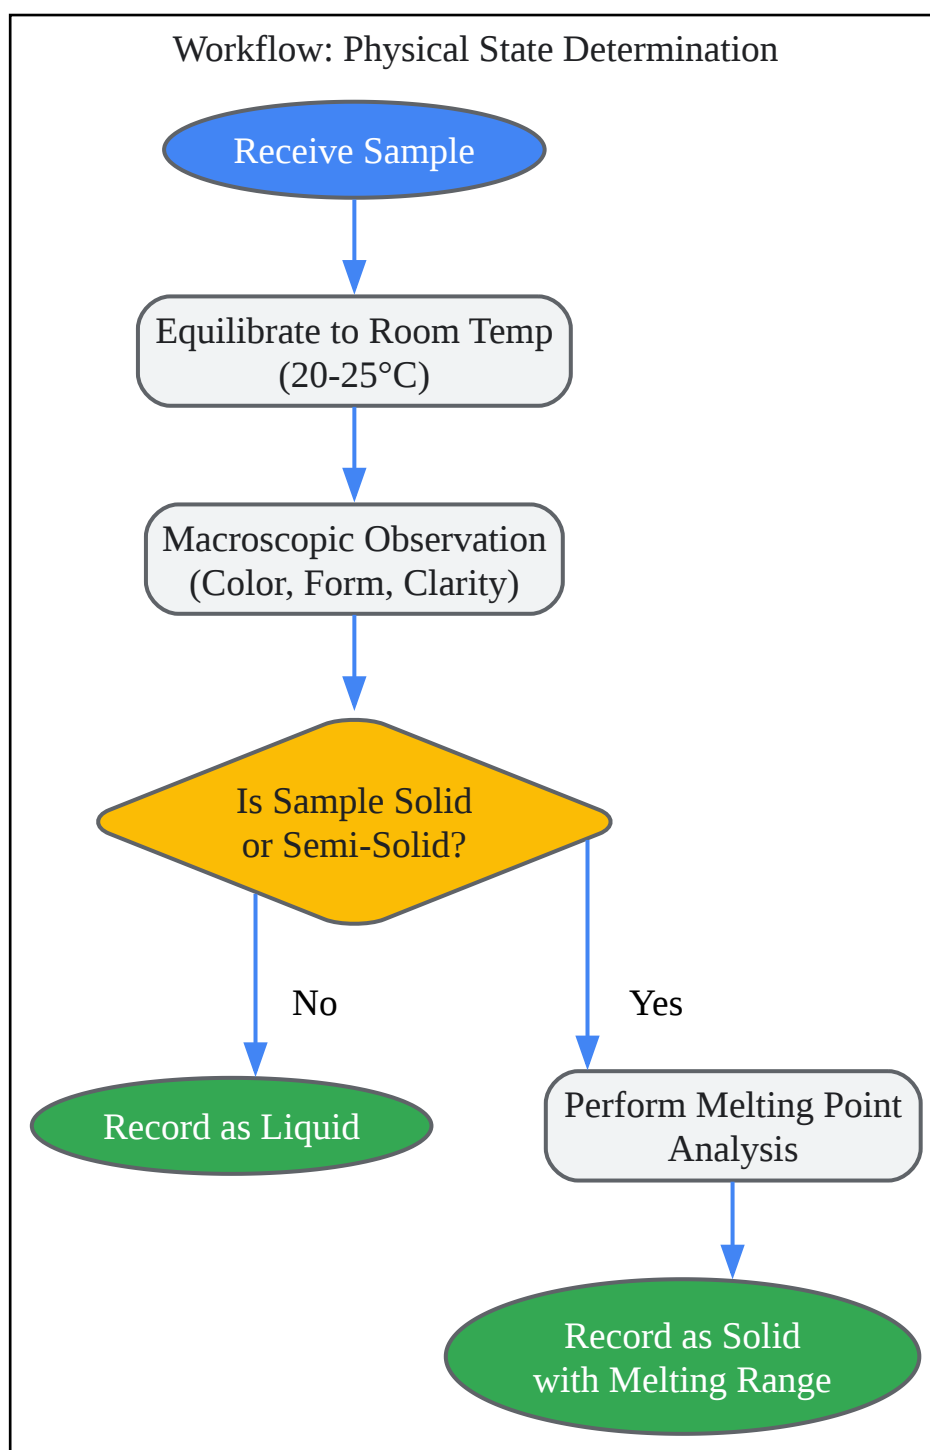 Workflow: Physical State Determination
Receive Sample
Equilibrate to Room Temp
(20-25°C)
Macroscopic Observation
(Color, Form, Clarity)
Is Sample Solid
or Semi-Solid?
No
Yes
Record as Liquid
Perform Melting Point
Analysis
Record as Solid
with Melting Range